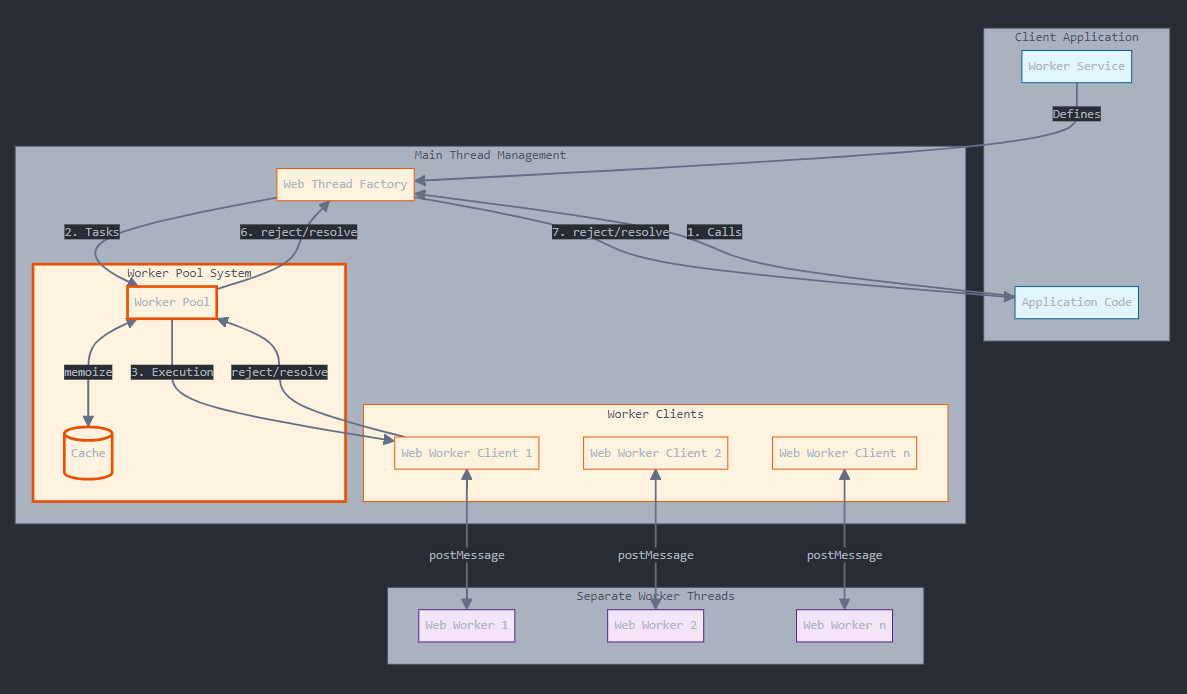 Client Application
Worker Service
Defines
Main Thread Management
Web Thread Factory
2. Tasks
6. reject/resolve
7. reject/resolve
1. Calls
Worker Pool System
Worker Pool
Application Code
memoize
3. Execution
reject/resolve
Cache
Worker Clients
Web Worker Client 1
Web Worker Client 2
Web Worker Client n
postMessage
postMessage
postMessage
Separate Worker Threads
Web Worker 1
Web Worker 2
Web Worker n